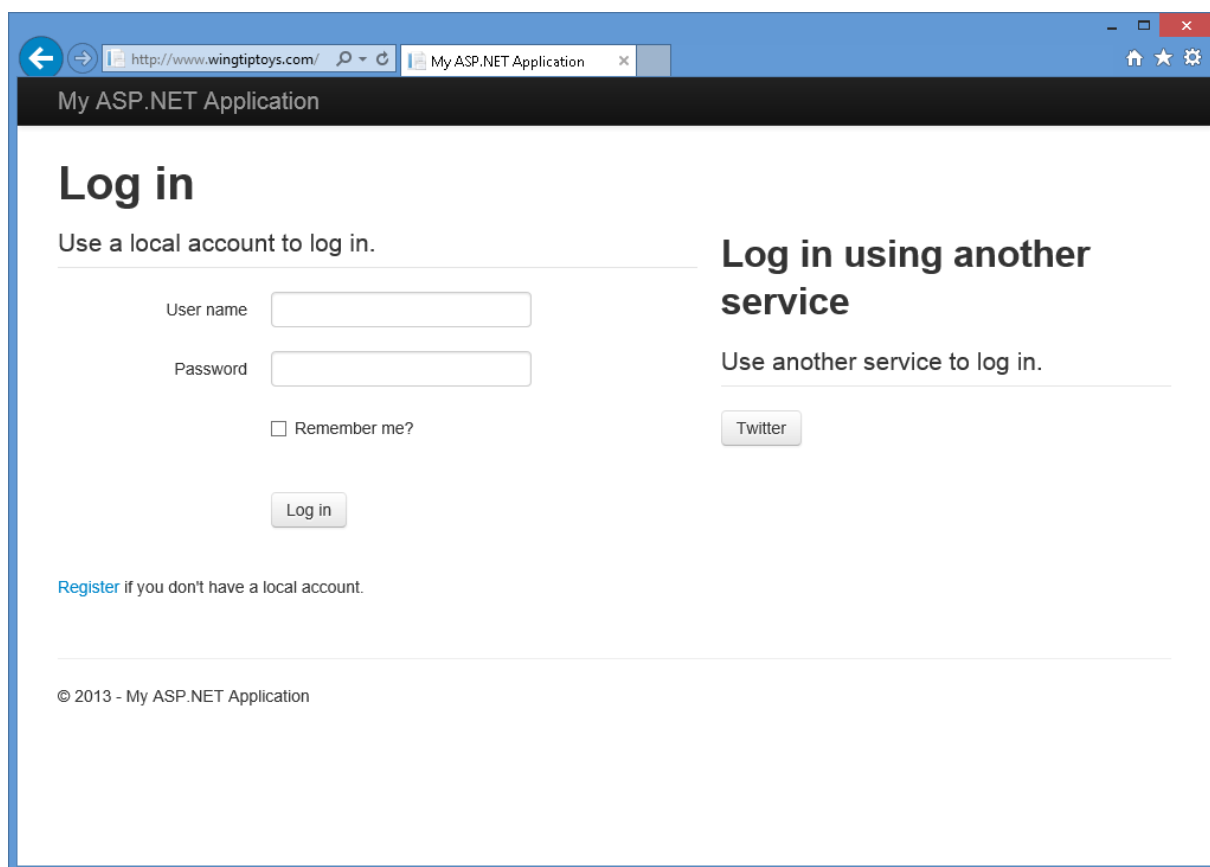 http://www.wingtiptoys.com/
My ASP.NET Application
My ASP.NET Application
Log in
Use a local account to log in.
User name
Password
Remember me?
Log in
Register if you don't have a local account.
Log in using another
service
Use another service to log in.
Twitter
© 2013 - My ASP.NET Application